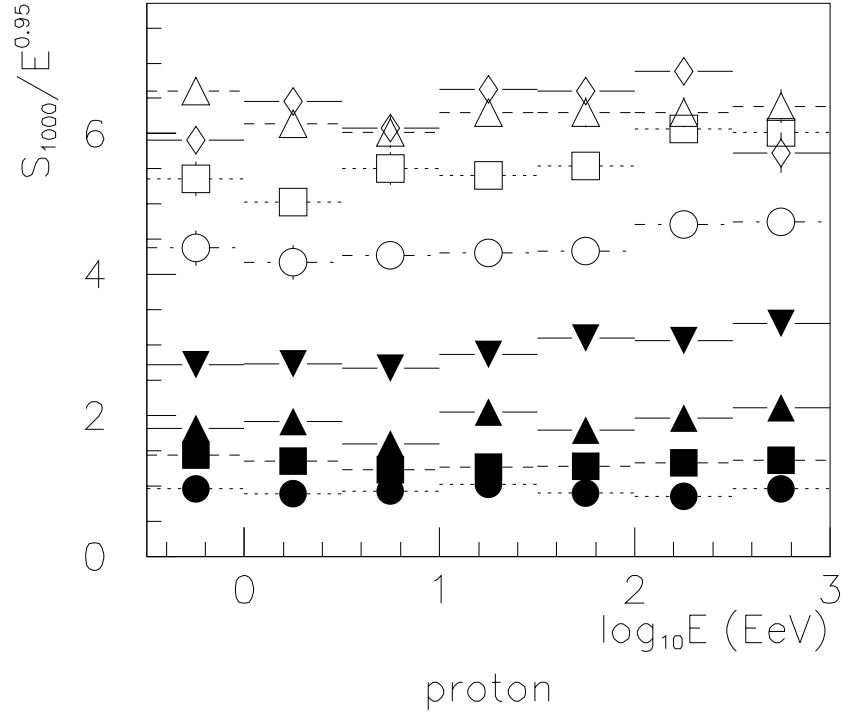 S₁₀₀₀/E⁰·⁹⁵
6
4
2
0
0 1 2 3
log₁₀E (EeV)
proton